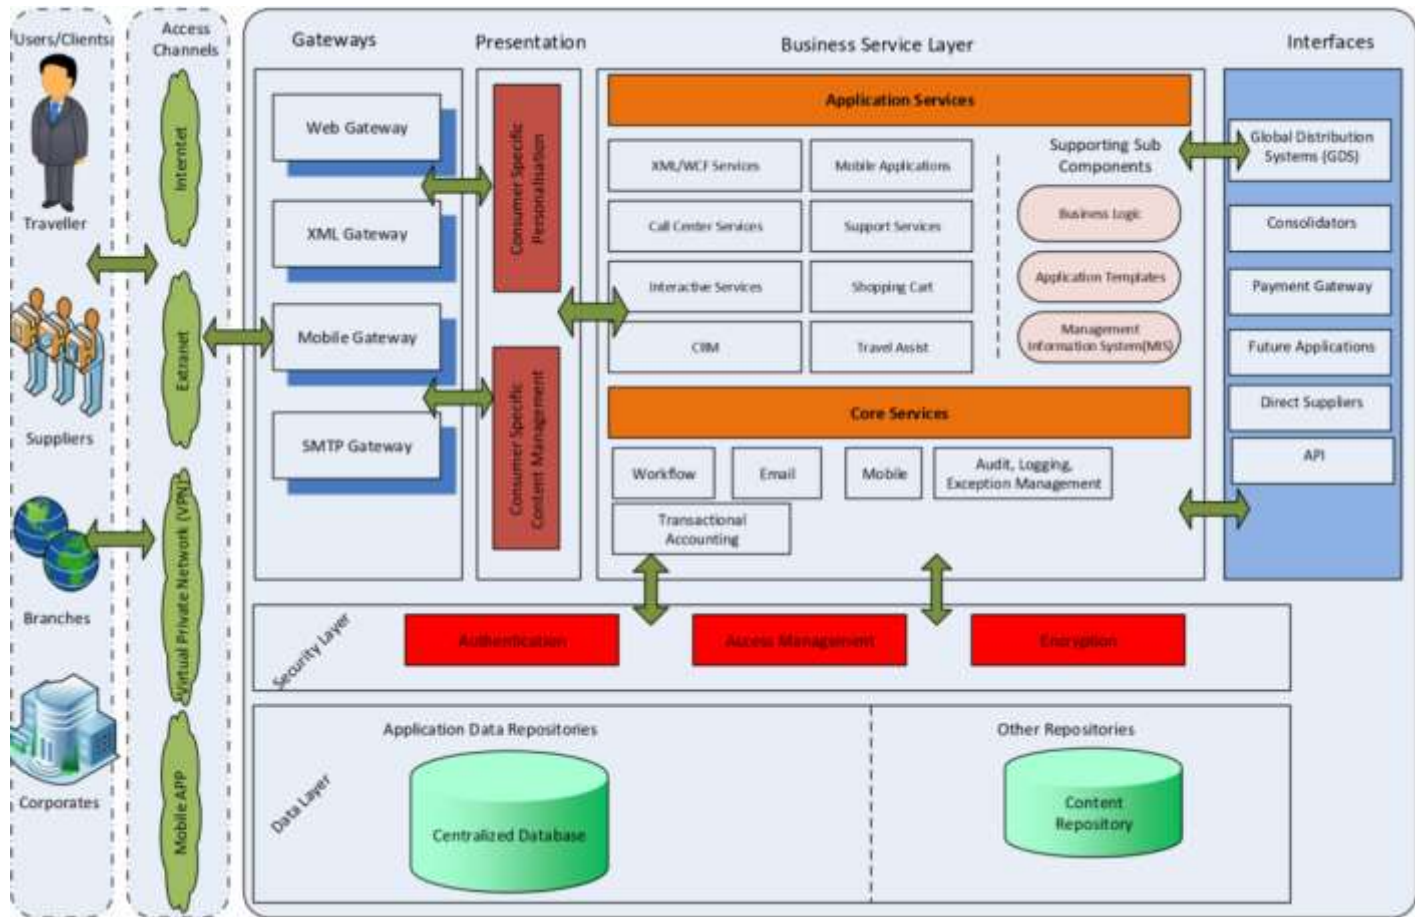 Users/Clients
Traveller
Suppliers
Branches
Corporates
Access
Channels
Interntet
Extranet
Virtual Private Network (VPN)
Mobile APP
Gateways
Web Gateway
XML Gateway
Mobile Gateway
SMTP Gateway
Presentation
Consumer Specific
Personalisation
Consumer Specific
Content Management
Business Service Layer
Application Services
XML/WCF Services
Mobile Applications
Call Center Services
Support Services
Interactive Services
Shopping Cart
CRM
Travel Assist
Supporting Sub
Components
Business Logic
Application Templates
Management
Information System(MIS)
Core Services
Workflow
Email
Mobile
Audit, Logging,
Exception Management
Transactional
Accounting
Interfaces
Global Distribution
Systems (GDS)
Consolidators
Payment Gateway
Future Applications
Direct Suppliers
API
Security Layer
Authentication
Access Management
Encryption
Data Layer
Application Data Repositories
Centralized Database
Other Repositories
Content
Repository